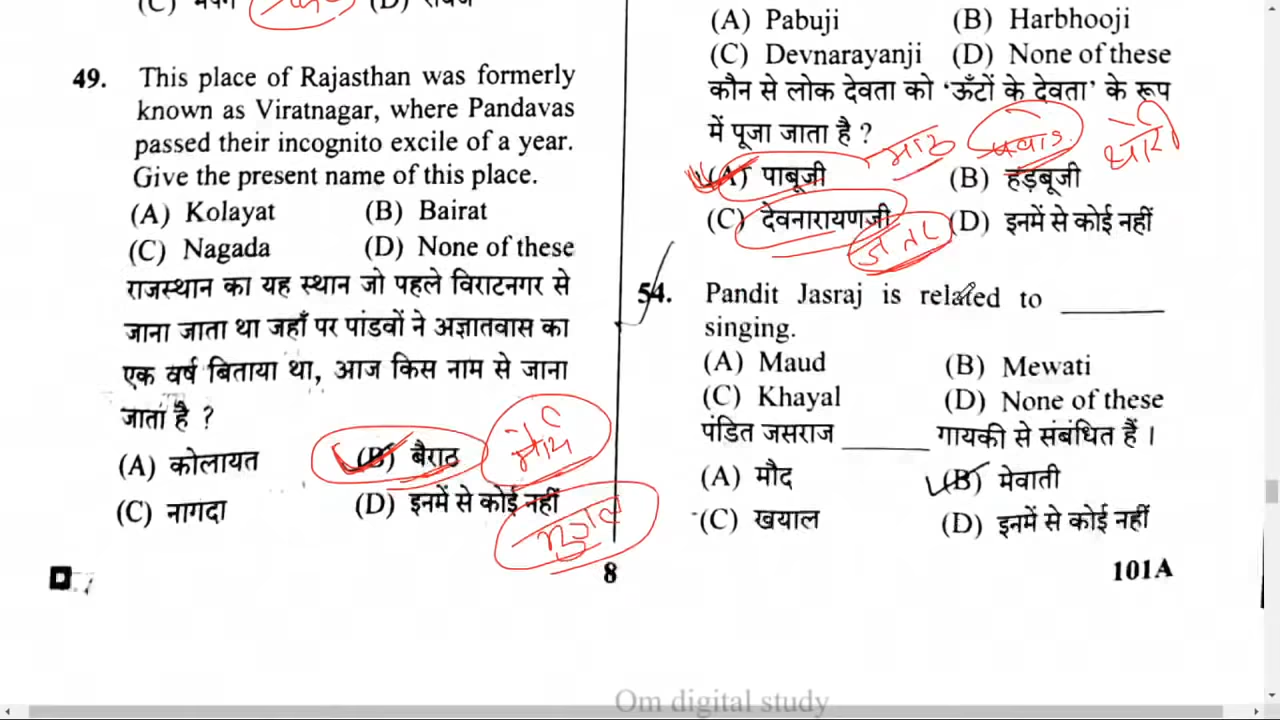 (C) (D)
49. This place of Rajasthan was formerly
known as Viratnagar, where Pandavas
passed their incognito excile of a year.
Give the present name of this place.
(A) Kolayat (B) Bairat
(C) Nagada (D) None of these
राजस्थान का यह स्थान जो पहले विराटनगर से
जाना जाता था जहाँ पर पांडवों ने अज्ञातवास का
एक वर्ष बिताया था, आज किस नाम से जाना
जाता है ?
(A) कोलायत (B) बैराठ
मौर्य
(C) नागदा (D) इनमें से कोई नहीं
मुगल
(A) Pabuji (B) Harbhooji
(C) Devnarayanji (D) None of these
कौन से लोक देवता को 'ऊँटों के देवता' के रूप
में पूजा जाता है ?
(A) पाबूजी (B) हड़बूजी
(C) देवनारायणजी (D) इनमें से कोई नहीं
54. Pandit Jasraj is related to ________
singing.
(A) Maud (B) Mewati
(C) Khayal (D) None of these
पंडित जसराज ______ गायकी से संबंधित हैं ।
(A) मौद (B) मेवाती
(C) खयाल (D) इनमें से कोई नहीं
8
101A
Om digital study